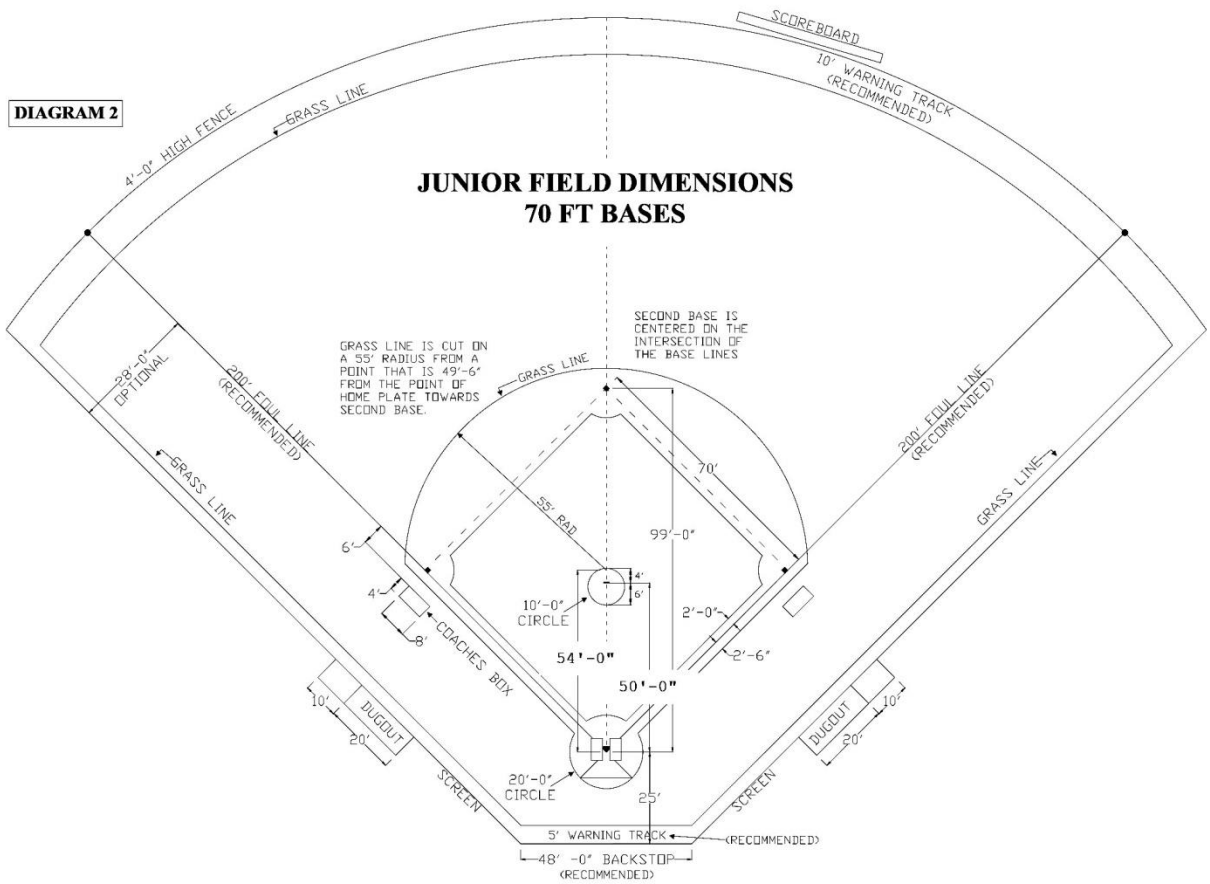 SCOREBOARD
10' WARNING TRACK
(RECOMMENDED)
DIAGRAM 2
4'-0" HIGH FENCE
GRASS LINE
JUNIOR FIELD DIMENSIONS
70 FT BASES
28'-0"
OPTIONAL
200' FOUL LINE
(RECOMMENDED)
GRASS LINE IS CUT ON
A 55' RADIUS FROM A
POINT THAT IS 49'-6"
FROM THE POINT OF
HOME PLATE TOWARDS
SECOND BASE.
GRASS LINE
SECOND BASE IS
CENTERED ON THE
INTERSECTION OF
THE BASE LINES
200' FOUL LINE
(RECOMMENDED)
GRASS LINE
GRASS LINE
70'
55' RAD
99'-0"
6'
4'
8'
COACHES BOX
4'
6'
10'-0"
CIRCLE
2'-0"
2'-6"
54'-0"
50'-0"
10'
DUGOUT
20'
10'
DUGOUT
20'
SCREEN
SCREEN
20'-0"
CIRCLE
25'
5' WARNING TRACK
(RECOMMENDED)
48' -0" BACKSTOP
(RECOMMENDED)